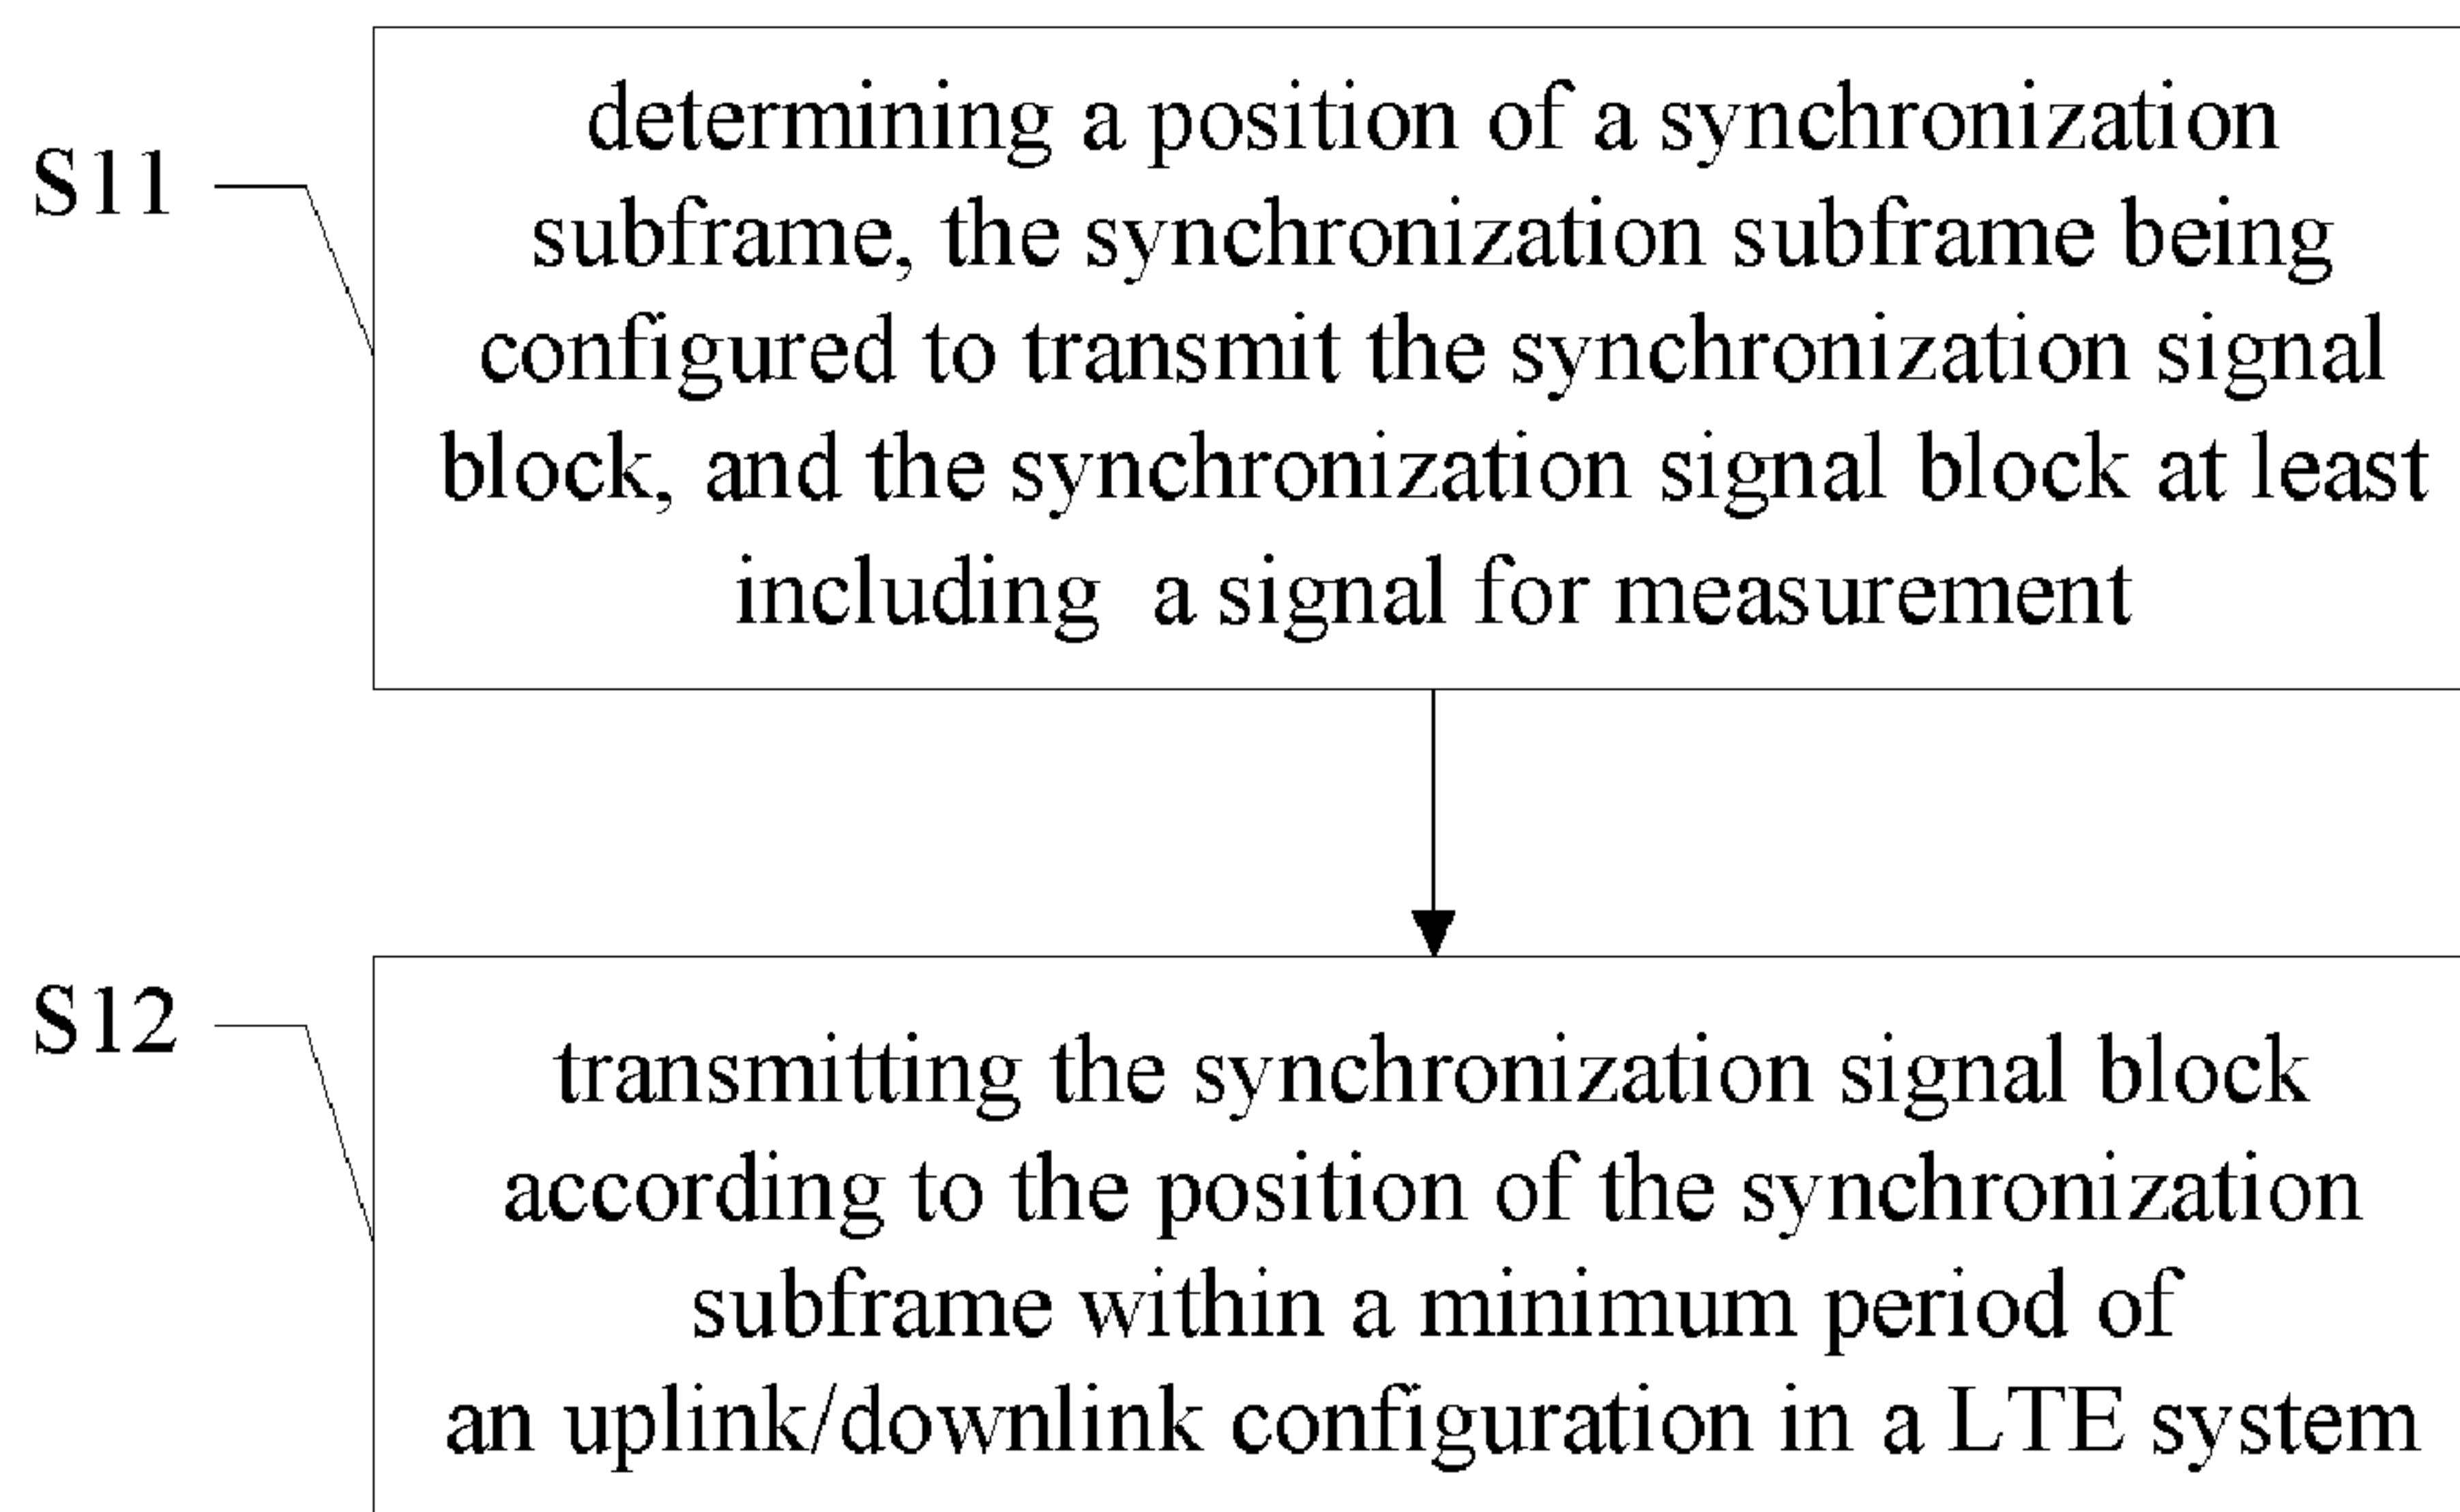 S11
determining a position of a synchronization
subframe, the synchronization subframe being
configured to transmit the synchronization signal
block, and the synchronization signal block at least
including a signal for measurement
S12
transmitting the synchronization signal block
according to the position of the synchronization
subframe within a minimum period of
an uplink/downlink configuration in a LTE system